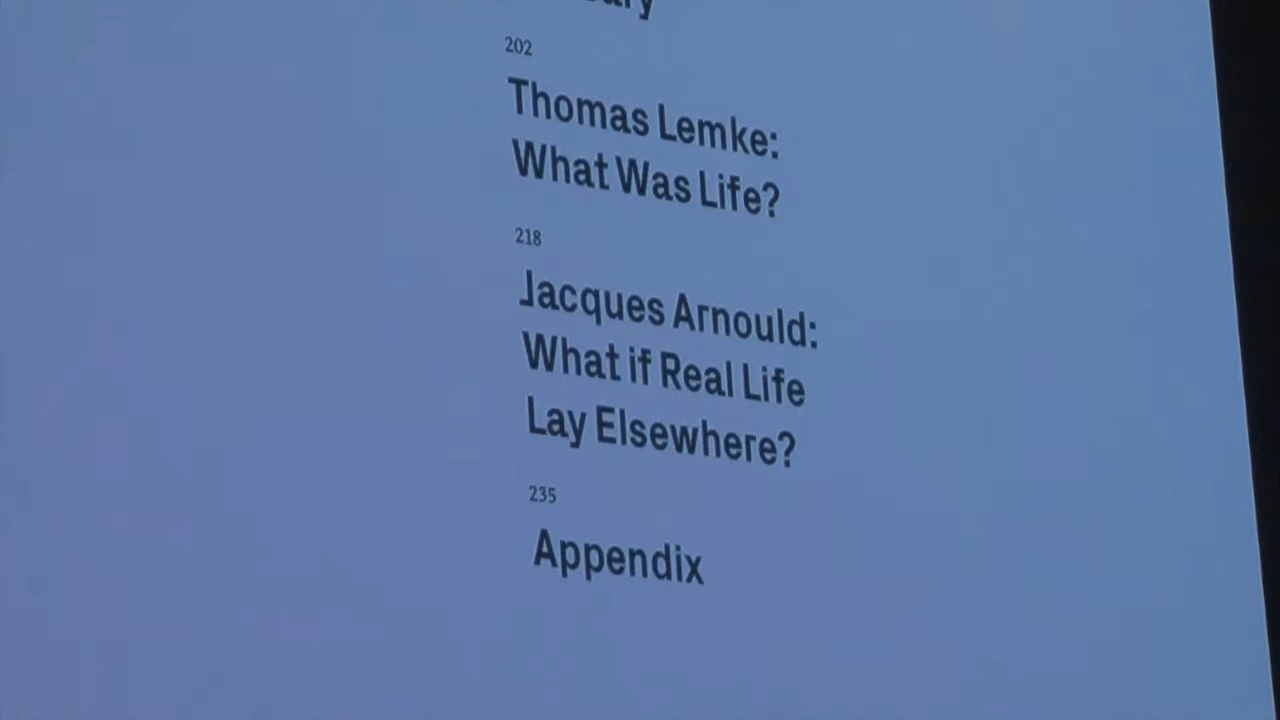 202
Thomas Lemke:
What Was Life?
218
Jacques Arnould:
What if Real Life
Lay Elsewhere?
235
Appendix